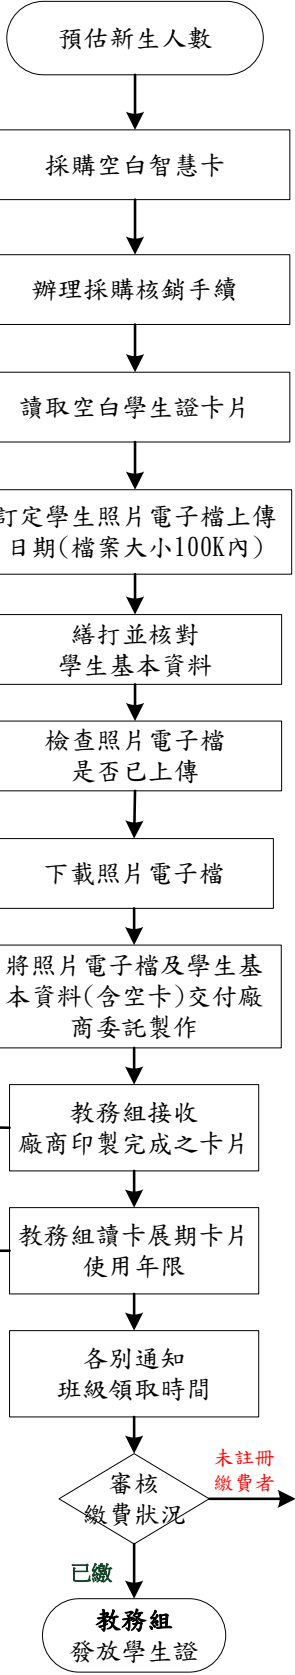 預估新生人數
採購空白智慧卡
辦理採購核銷手續
讀取空白學生證卡片
訂定學生照片電子檔上傳
日期(檔案大小100K內)
繕打並核對
學生基本資料
檢查照片電子檔
是否已上傳
下載照片電子檔
將照片電子檔及學生基
本資料(含空卡)交付廠
商委託製作
教務組接收
廠商印製完成之卡片
教務組讀卡展期卡片
使用年限
各別通知
班級領取時間
審核
繳費狀況
未註冊
繳費者
已繳
教務組
發放學生證